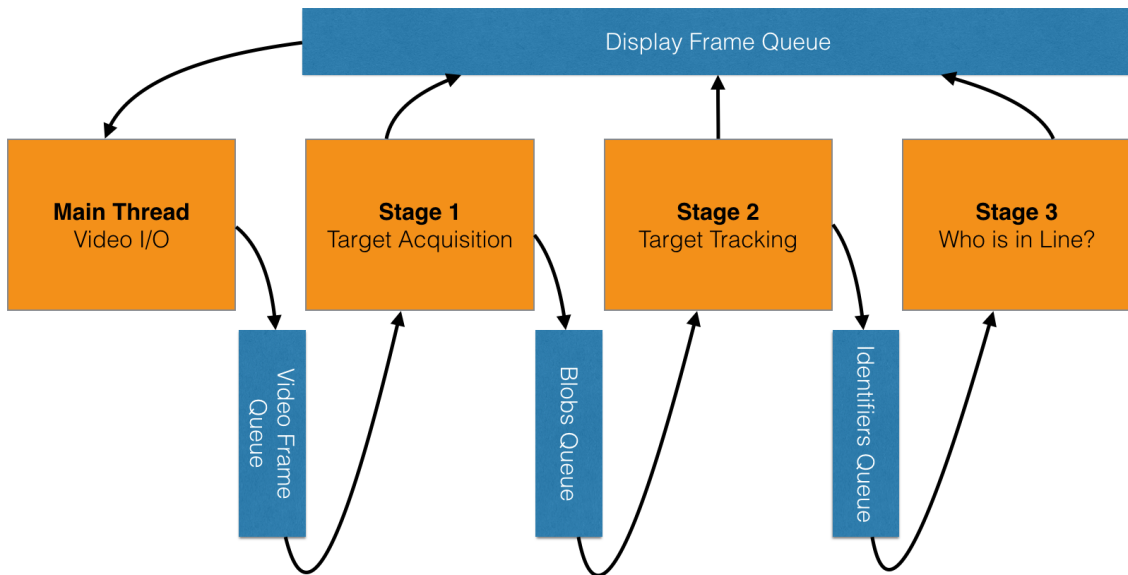 Display Frame Queue
Main Thread
Video I/O
Stage 1
Target Acquisition
Stage 2
Target Tracking
Stage 3
Who is in Line?
Video Frame
Queue
Blobs Queue
Identifiers Queue